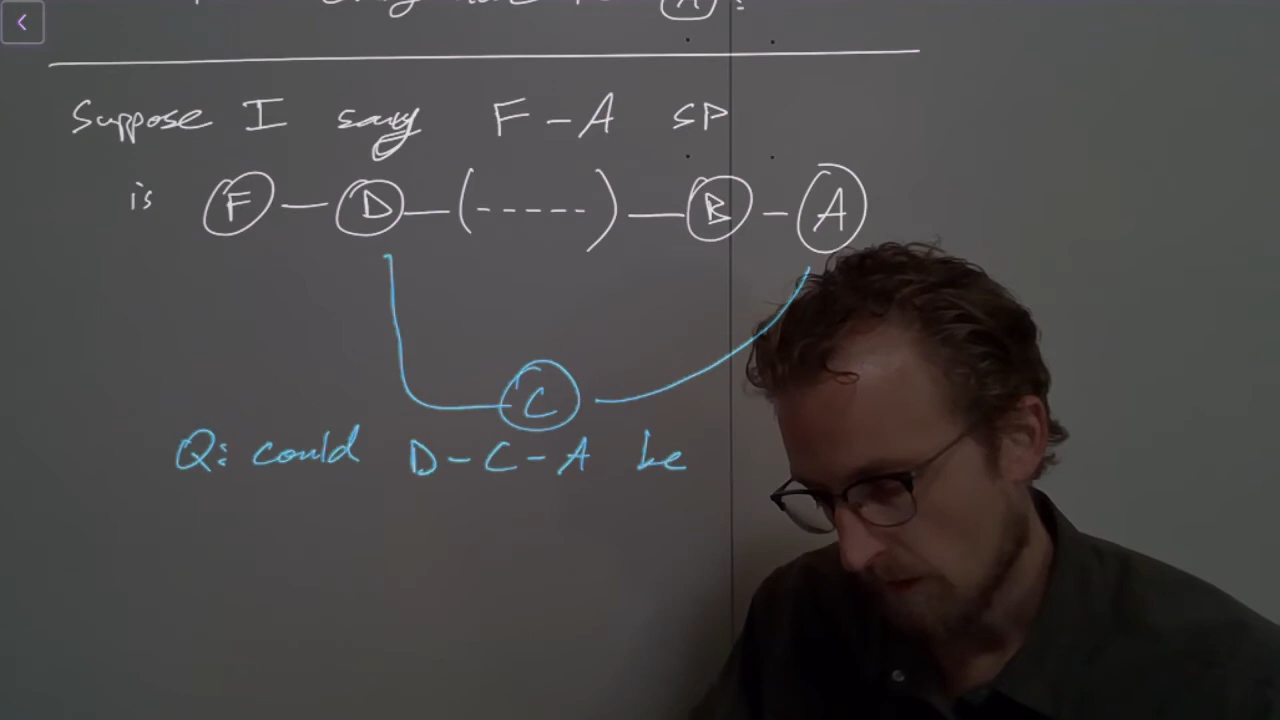 A ?
Suppose I say F - A SP
is F - D - ( ------ ) - B - A
C
Q: could D - C - A be